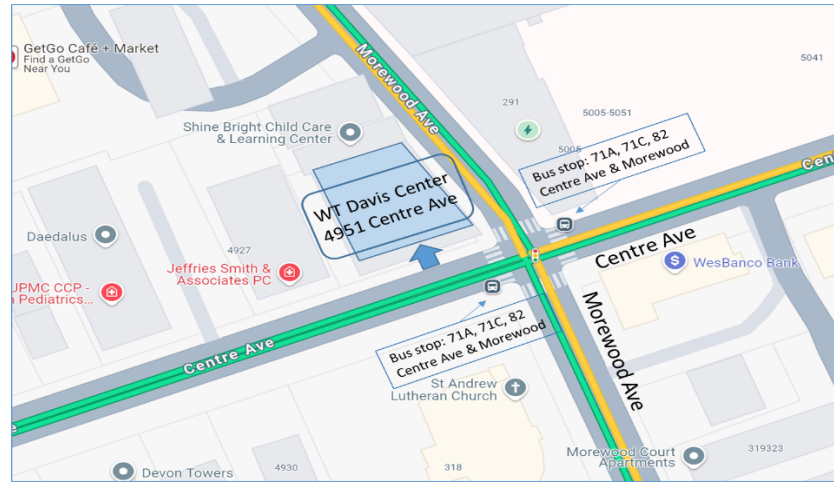 GetGo Café + Market
Find a GetGo
Near You
Morewood Ave
5041
291
5005-5051
Shine Bright Child Care
& Learning Center
5008
Bus stop: 71A, 71C, 82
Centre Ave & Morewood
WT Davis Center
4951 Centre Ave
Daedalus
4927
Jeffries Smith &
Associates PC
JPMC CCP -
n Pediatrics...
Centre Ave
WesBanco Bank
Morewood Ave
Bus stop: 71A, 71C, 82
Centre Ave & Morewood
Centre Ave
St Andrew
Lutheran Church
Morewood Court
Apartments
319323
Devon Towers
4930
318